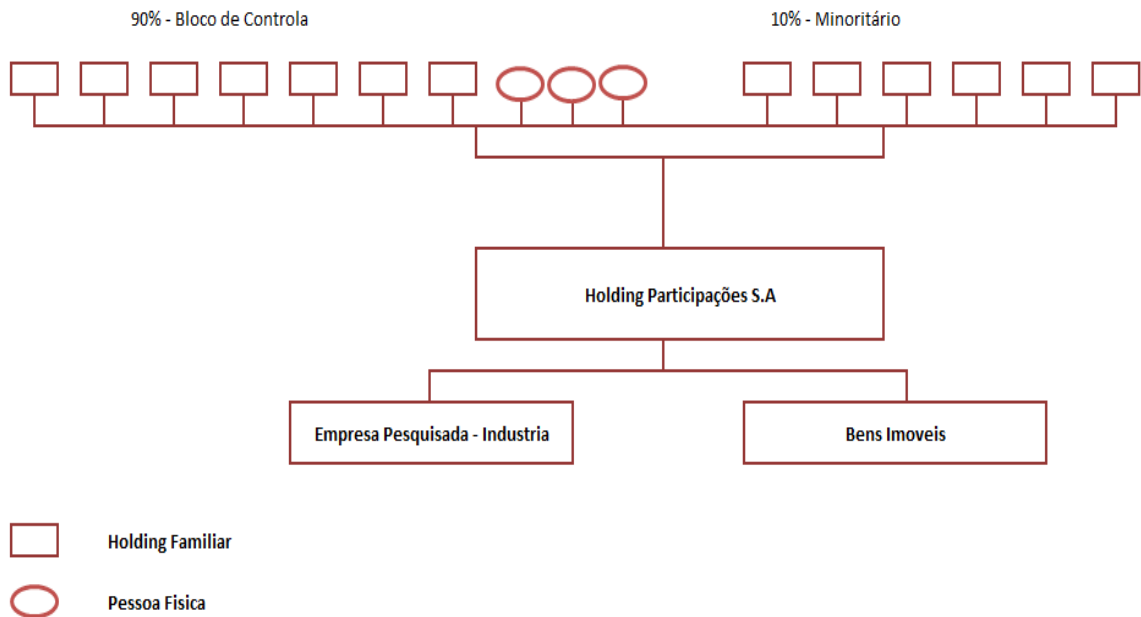 90% - Bloco de Controla
10% - Minoritário
Holding Participações S.A
Empresa Pesquisada - Industria
Bens Imoveis
Holding Familiar
Pessoa Fisica